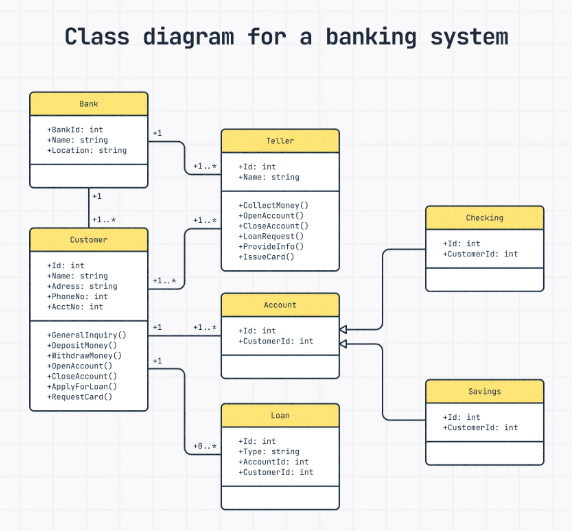 Class diagram for a banking system
Bank
+BankId: int
+Name: string
+Location: string
+1
+1..*
+1
+1..*
Teller
+Id: int
+Name: string
+CollectMoney()
+OpenAccount()
+CloseAccount()
+LoanRequest()
+ProvideInfo()
+IssueCard()
Customer
+Id: int
+Name: string
+Adress: string
+PhoneNo: int
+AcctNo: int
+GeneralInquiry()
+DepositMoney()
+WithdrawMoney()
+OpenAccount()
+CloseAccount()
+ApplyForLoan()
+RequestCard()
+1..*
+1..*
+1
+1..*
+1
+0..*
Account
+Id: int
+CustomerId: int
Loan
+Id: int
+Type: string
+AccountId: int
+CustomerId: int
Checking
+Id: int
+CustomerId: int
Savings
+Id: int
+CustomerId: int